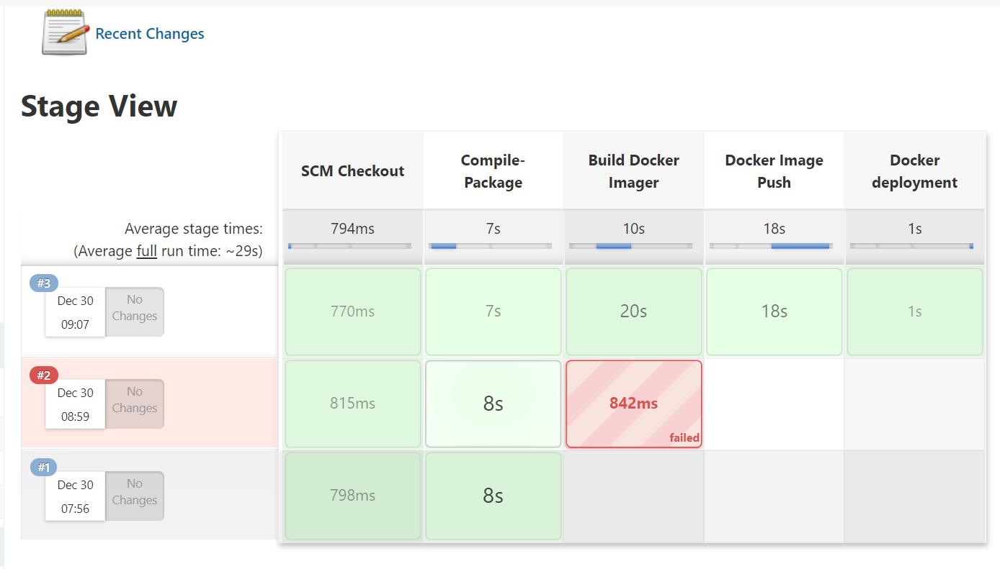 Recent Changes
Stage View
SCM Checkout
Compile-
Package
Build Docker
Imager
Docker Image
Push
Docker
deployment
Average stage times:
(Average full run time: ~29s)
794ms
7s
10s
18s
1s
#3
Dec 30
09:07
No
Changes
770ms
7s
20s
18s
1s
#2
Dec 30
08:59
No
Changes
815ms
8s
842ms
failed
#1
Dec 30
07:56
No
Changes
798ms
8s